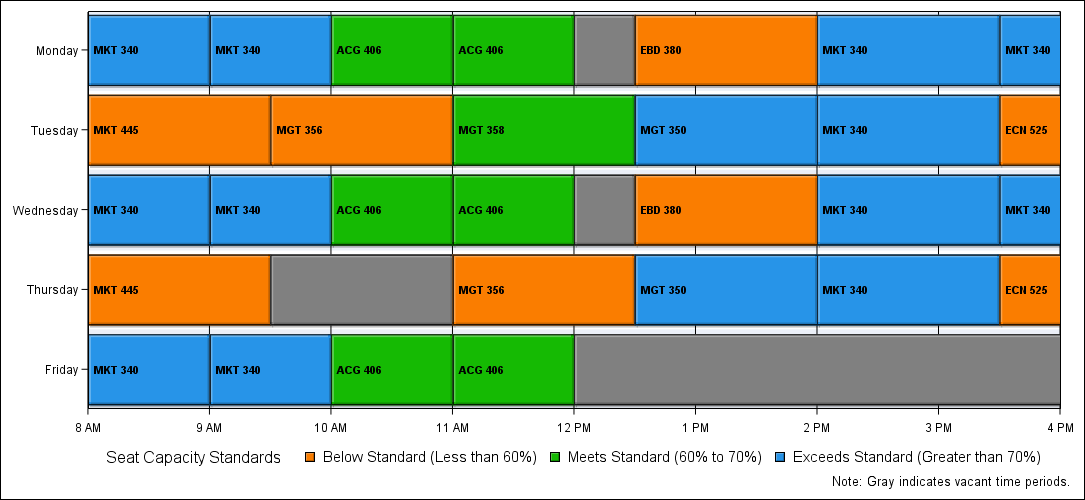 Monday MKT 340 MKT 340 ACG 406 ACG 406 EBD 380 MKT 340 MKT 340
Tuesday MKT 445 MGT 356 MGT 358 MGT 350 MKT 340 ECN 525
Wednesday MKT 340 MKT 340 ACG 406 ACG 406 EBD 380 MKT 340 MKT 340
Thursday MKT 445 MGT 356 MGT 350 MKT 340 ECN 525
Friday MKT 340 MKT 340 ACG 406 ACG 406
8 AM 9 AM 10 AM 11 AM 12 PM 1 PM 2 PM 3 PM 4 PM
Seat Capacity Standards Below Standard (Less than 60%) Meets Standard (60% to 70%) Exceeds Standard (Greater than 70%)
Note: Gray indicates vacant time periods.